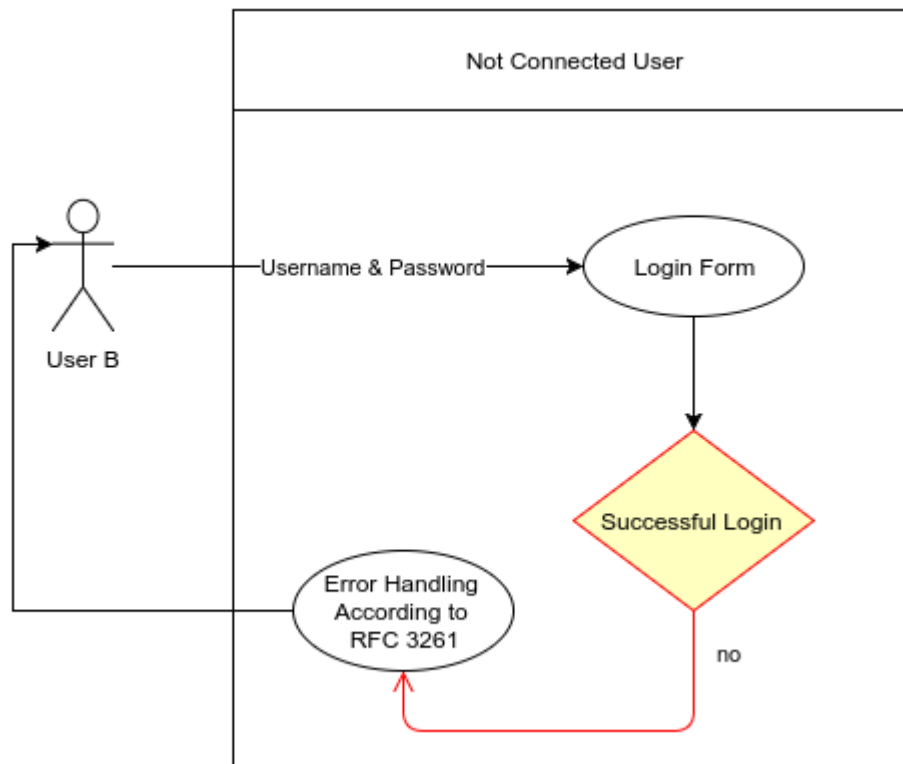 Not Connected User
Username & Password
Login Form
User B
Successful Login
Error Handling
According to
RFC 3261
no